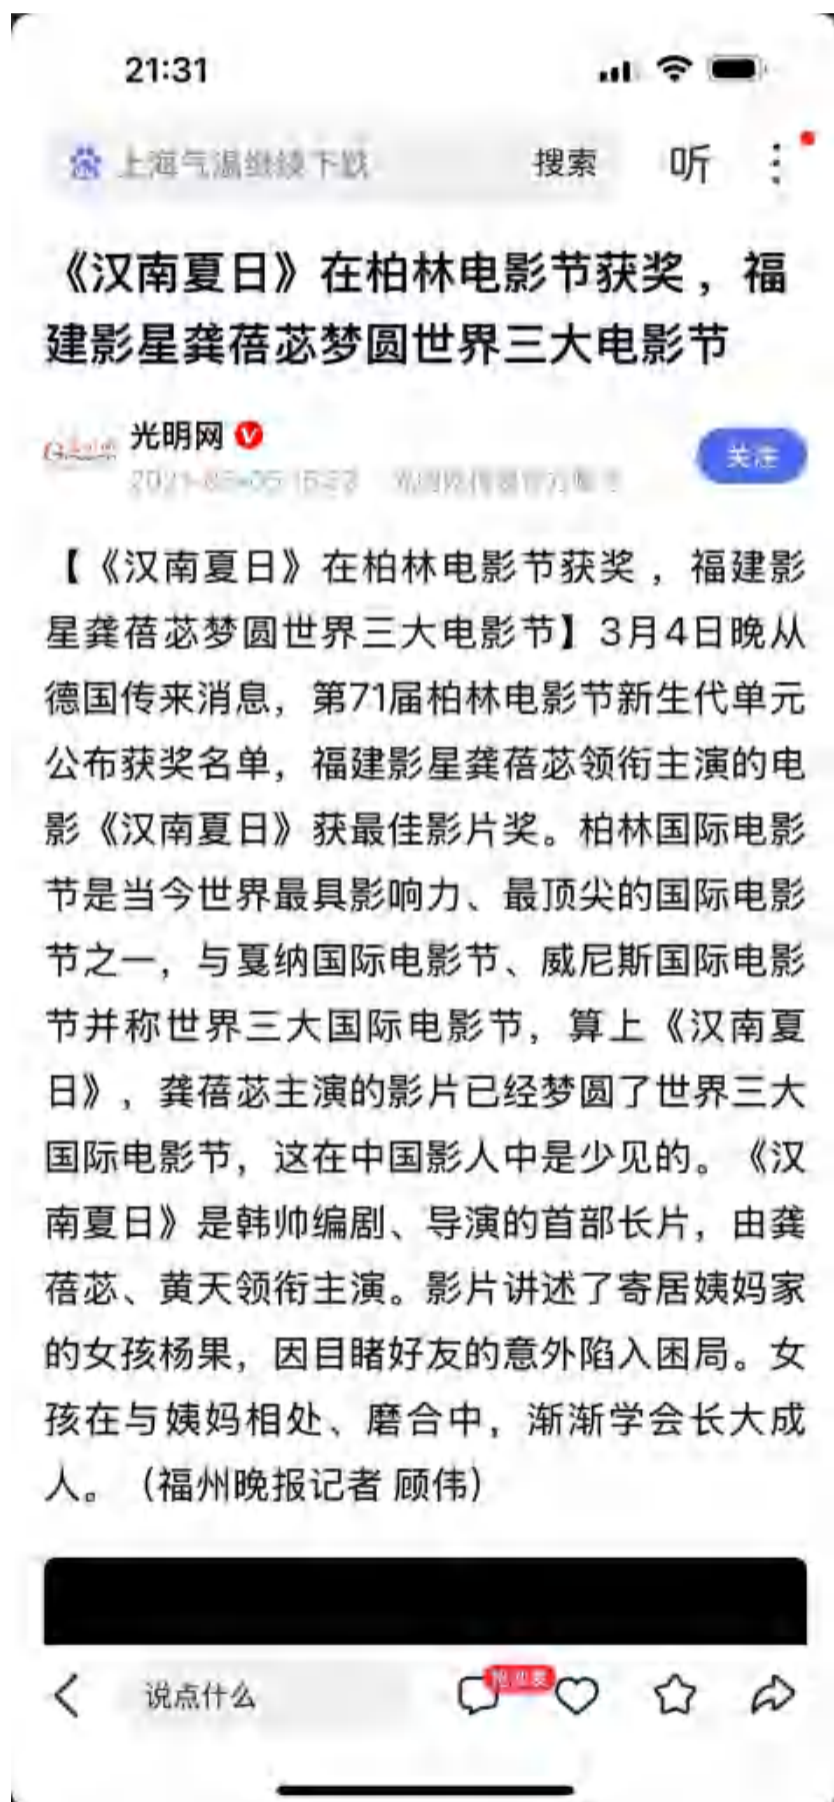 21:31
上海气温继续下跌 搜索 听
《汉南夏日》在柏林电影节获奖，福
建影星龚蓓苾梦圆世界三大电影节
光明网
关注
【《汉南夏日》在柏林电影节获奖，福建影
星龚蓓苾梦圆世界三大电影节】3月4日晚从
德国传来消息，第71届柏林电影节新生代单元
公布获奖名单，福建影星龚蓓苾领衔主演的电
影《汉南夏日》获最佳影片奖。柏林国际电影
节是当今世界最具影响力、最顶尖的国际电影
节之一，与戛纳国际电影节、威尼斯国际电影
节并称世界三大国际电影节，算上《汉南夏
日》，龚蓓苾主演的影片已经梦圆了世界三大
国际电影节，这在中国影人中是少见的。《汉
南夏日》是韩帅编剧、导演的首部长片，由龚
蓓苾、黄天领衔主演。影片讲述了寄居姨妈家
的女孩杨果，因目睹好友的意外陷入困局。女
孩在与姨妈相处、磨合中，渐渐学会长大成
人。（福州晚报记者 顾伟）
说点什么